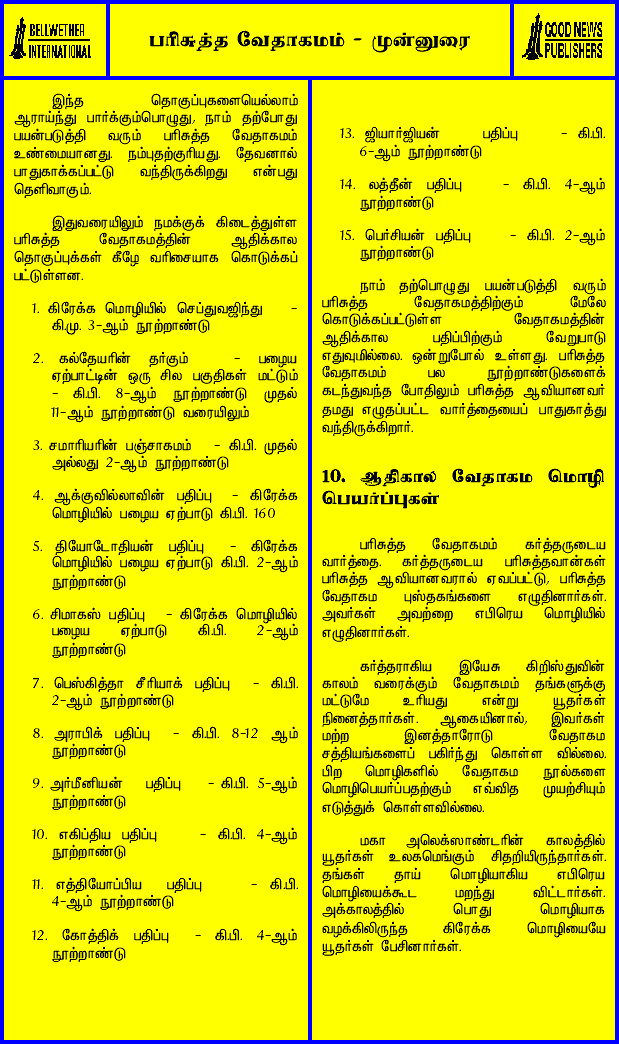 BELLWETHER
INTERNATIONAL
பரிசுத்த வேதாகமம் - முன்னுரை
GOOD NEWS
PUBLISHERS
இந்த தொகுப்புகளையெல்லாம்
ஆராய்ந்து பார்க்கும்பொழுது, நாம் தற்போது
பயன்படுத்தி வரும் பரிசுத்த வேதாகமம்
உண்மையானது. நம்புதற்குரியது. தேவனால்
பாதுகாக்கப்பட்டு வந்திருக்கிறது என்பது
தெளிவாகும்.
இதுவரையிலும் நமக்குக் கிடைத்துள்ள
பரிசுத்த வேதாகமத்தின் ஆதிக்கால
தொகுப்புக்கள் கீழே வரிசையாக கொடுக்கப்
பட்டுள்ளன.
1. கிரேக்க மொழியில் செப்துவஜிந்து -
கி.மு. 3-ஆம் நூற்றாண்டு
2. கல்தேயரின் தர்கும் - பழைய
ஏற்பாட்டின் ஒரு சில பகுதிகள் மட்டும்
- கி.பி. 8-ஆம் நூற்றாண்டு முதல்
11-ஆம் நூற்றாண்டு வரையிலும்
3. சமாரியரின் பஞ்சாகமம் - கி.பி. முதல்
அல்லது 2-ஆம் நூற்றாண்டு
4. ஆக்குவில்லாவின் பதிப்பு - கிரேக்க
மொழியில் பழைய ஏற்பாடு கி.பி. 160
5. தியோடோதியன் பதிப்பு - கிரேக்க
மொழியில் பழைய ஏற்பாடு கி.பி. 2-ஆம்
நூற்றாண்டு
6. சிமாகஸ் பதிப்பு - கிரேக்க மொழியில்
பழைய ஏற்பாடு கி.பி. 2-ஆம்
நூற்றாண்டு
7. பெஸ்கித்தா சீரியாக் பதிப்பு - கி.பி.
2-ஆம் நூற்றாண்டு
8. அராபிக் பதிப்பு - கி.பி. 8-12 ஆம்
நூற்றாண்டு
9. அர்மீனியன் பதிப்பு - கி.பி. 5-ஆம்
நூற்றாண்டு
10. எகிப்திய பதிப்பு - கி.பி. 4-ஆம்
நூற்றாண்டு
11. எத்தியோப்பிய பதிப்பு - கி.பி.
4-ஆம் நூற்றாண்டு
12. கோத்திக் பதிப்பு - கி.பி. 4-ஆம்
நூற்றாண்டு
13. ஜியார்ஜியன் பதிப்பு - கி.பி.
6-ஆம் நூற்றாண்டு
14. லத்தீன் பதிப்பு - கி.பி. 4-ஆம்
நூற்றாண்டு
15. பெர்சியன் பதிப்பு - கி.பி. 2-ஆம்
நூற்றாண்டு
நாம் தற்பொழுது பயன்படுத்தி வரும்
பரிசுத்த வேதாகமத்திற்கும் மேலே
கொடுக்கப்பட்டுள்ள வேதாகமத்தின்
ஆதிக்கால பதிப்பிற்கும் வேறுபாடு
எதுவுமில்லை. ஒன்றுபோல் உள்ளது. பரிசுத்த
வேதாகமம் பல நூற்றாண்டுகளைக்
கடந்துவந்த போதிலும் பரிசுத்த ஆவியானவர்
தமது எழுதப்பட்ட வார்த்தையைப் பாதுகாத்து
வந்திருக்கிறார்.
10. ஆதிகால வேதாகம மொழி
பெயர்ப்புகள்
பரிசுத்த வேதாகமம் கர்த்தருடைய
வார்த்தை. கர்த்தருடைய பரிசுத்தவான்கள்
பரிசுத்த ஆவியானவரால் ஏவப்பட்டு, பரிசுத்த
வேதாகம புஸ்தகங்களை எழுதினார்கள்.
அவர்கள் அவற்றை எபிரெய மொழியில்
எழுதினார்கள்.
கர்த்தராகிய இயேசு கிறிஸ்துவின்
காலம் வரைக்கும் வேதாகமம் தங்களுக்கு
மட்டுமே உரியது என்று யூதர்கள்
நினைத்தார்கள். ஆகையினால், இவர்கள்
மற்ற இனத்தாரோடு வேதாகம
சத்தியங்களைப் பகிர்ந்து கொள்ள வில்லை.
பிற மொழிகளில் வேதாகம நூல்களை
மொழிபெயர்ப்பதற்கும் எவ்வித முயற்சியும்
எடுத்துக் கொள்ளவில்லை.
மகா அலெக்ஸாண்டரின் காலத்தில்
யூதர்கள் உலகமெங்கும் சிதறியிருந்தார்கள்.
தங்கள் தாய் மொழியாகிய எபிரெய
மொழியைக்கூட மறந்து விட்டார்கள்.
அக்காலத்தில் பொது மொழியாக
வழக்கிலிருந்த கிரேக்க மொழியையே
யூதர்கள் பேசினார்கள்.